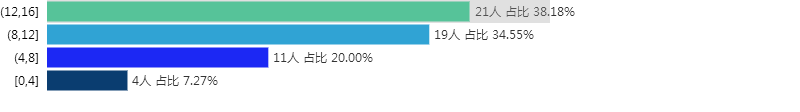 (12,16] 21人 占比 38.18%
(8,12] 19人 占比 34.55%
(4,8] 11人 占比 20.00%
[0,4] 4人 占比 7.27%